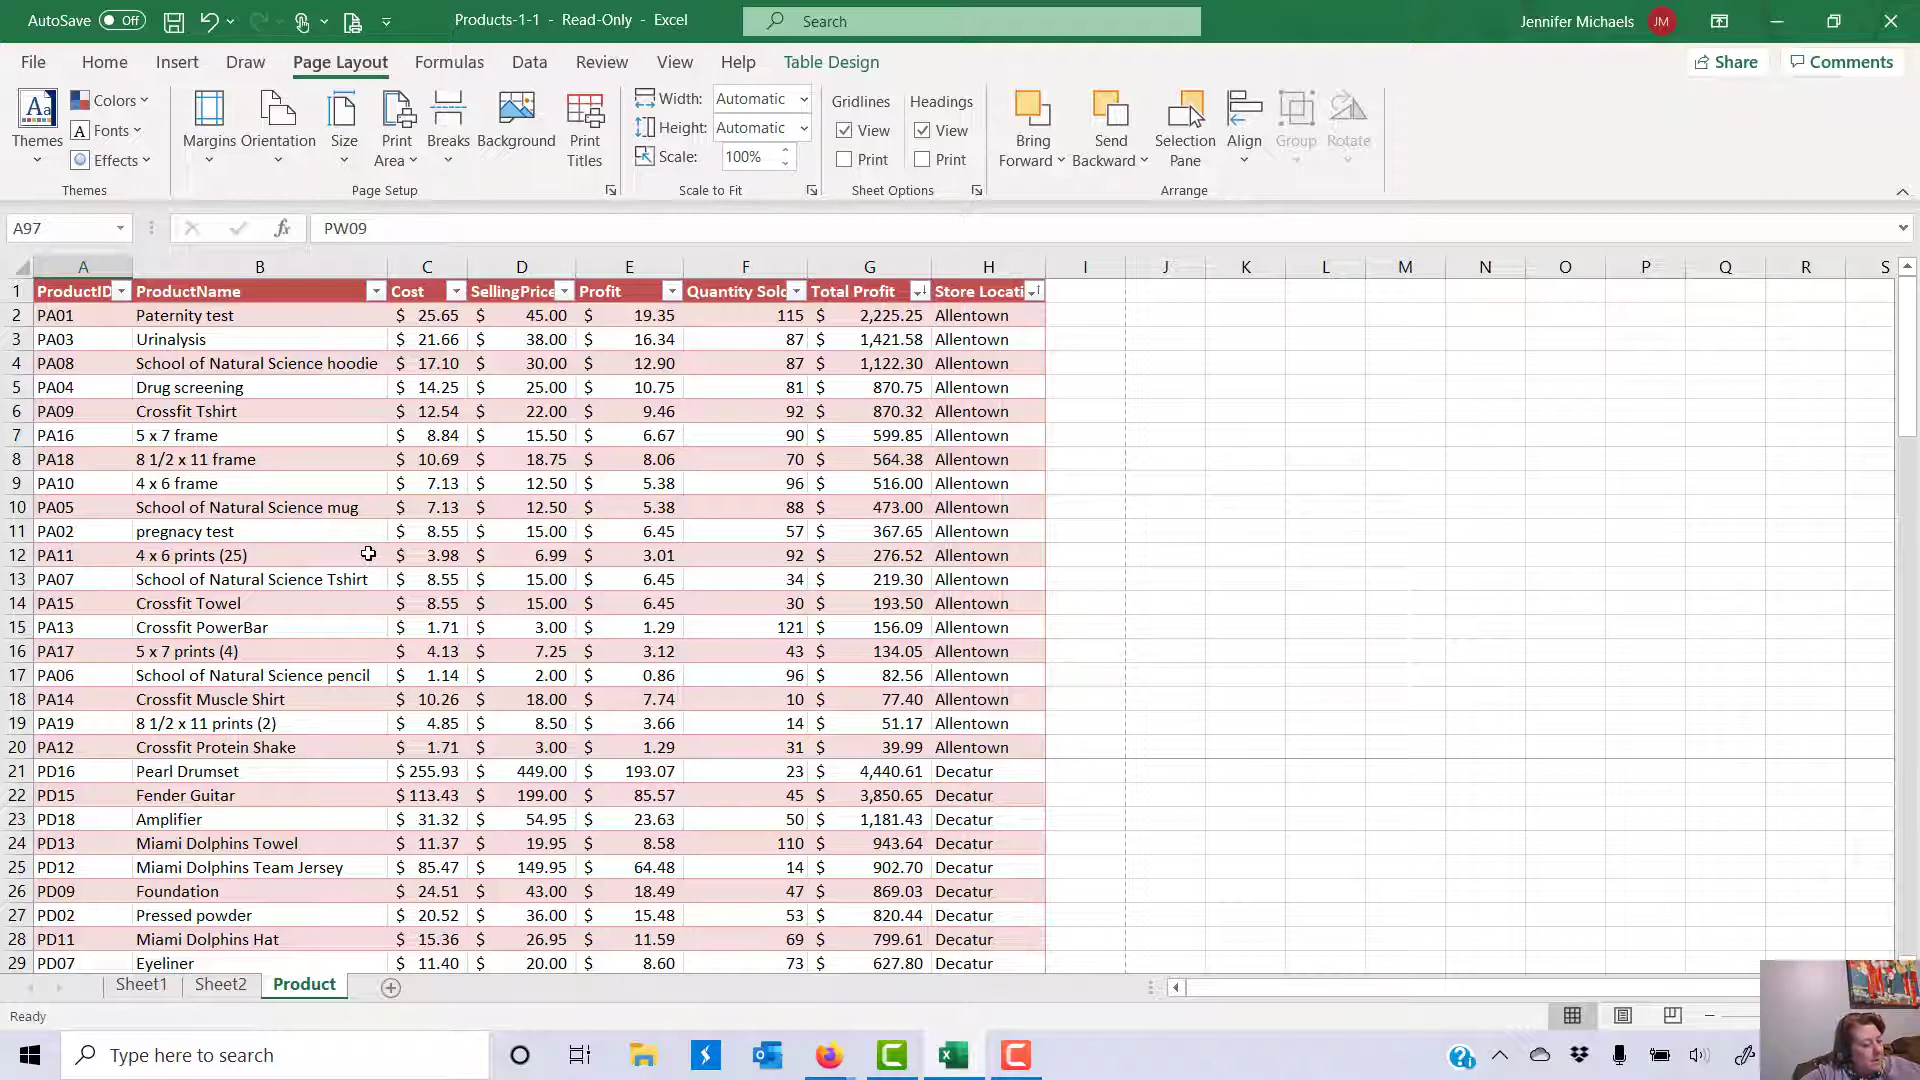 AutoSave Off Products-1-1 - Read-Only - Excel Search Jennifer Michaels JM
File Home Insert Draw Page Layout Formulas Data Review View Help Table Design Share Comments
Aa Colors Width: Automatic Gridlines Headings
A Fonts Height: Automatic View View
Themes Effects Margins Orientation Size Print Area Breaks Background Print Titles Scale: 100% Print Print Bring Forward Send Backward Selection Pane Align Group Rotate
Themes Page Setup Scale to Fit Sheet Options Arrange
A97 fx PW09
A B C D E F G H I J K L M N O P Q R S
1 ProductID ProductName Cost SellingPrice Profit Quantity Sold Total Profit Store Locati
2 PA01 Paternity test $ 25.65 $ 45.00 $ 19.35 115 $ 2,225.25 Allentown
3 PA03 Urinalysis $ 21.66 $ 38.00 $ 16.34 87 $ 1,421.58 Allentown
4 PA08 School of Natural Science hoodie $ 17.10 $ 30.00 $ 12.90 87 $ 1,122.30 Allentown
5 PA04 Drug screening $ 14.25 $ 25.00 $ 10.75 81 $ 870.75 Allentown
6 PA09 Crossfit Tshirt $ 12.54 $ 22.00 $ 9.46 92 $ 870.32 Allentown
7 PA16 5 x 7 frame $ 8.84 $ 15.50 $ 6.67 90 $ 599.85 Allentown
8 PA18 8 1/2 x 11 frame $ 10.69 $ 18.75 $ 8.06 70 $ 564.38 Allentown
9 PA10 4 x 6 frame $ 7.13 $ 12.50 $ 5.38 96 $ 516.00 Allentown
10 PA05 School of Natural Science mug $ 7.13 $ 12.50 $ 5.38 88 $ 473.00 Allentown
11 PA02 pregnacy test $ 8.55 $ 15.00 $ 6.45 57 $ 367.65 Allentown
12 PA11 4 x 6 prints (25) $ 3.98 $ 6.99 $ 3.01 92 $ 276.52 Allentown
13 PA07 School of Natural Science Tshirt $ 8.55 $ 15.00 $ 6.45 34 $ 219.30 Allentown
14 PA15 Crossfit Towel $ 8.55 $ 15.00 $ 6.45 30 $ 193.50 Allentown
15 PA13 Crossfit PowerBar $ 1.71 $ 3.00 $ 1.29 121 $ 156.09 Allentown
16 PA17 5 x 7 prints (4) $ 4.13 $ 7.25 $ 3.12 43 $ 134.05 Allentown
17 PA06 School of Natural Science pencil $ 1.14 $ 2.00 $ 0.86 96 $ 82.56 Allentown
18 PA14 Crossfit Muscle Shirt $ 10.26 $ 18.00 $ 7.74 10 $ 77.40 Allentown
19 PA19 8 1/2 x 11 prints (2) $ 4.85 $ 8.50 $ 3.66 14 $ 51.17 Allentown
20 PA12 Crossfit Protein Shake $ 1.71 $ 3.00 $ 1.29 31 $ 39.99 Allentown
21 PD16 Pearl Drumset $ 255.93 $ 449.00 $ 193.07 23 $ 4,440.61 Decatur
22 PD15 Fender Guitar $ 113.43 $ 199.00 $ 85.57 45 $ 3,850.65 Decatur
23 PD18 Amplifier $ 31.32 $ 54.95 $ 23.63 50 $ 1,181.43 Decatur
24 PD13 Miami Dolphins Towel $ 11.37 $ 19.95 $ 8.58 110 $ 943.64 Decatur
25 PD12 Miami Dolphins Team Jersey $ 85.47 $ 149.95 $ 64.48 14 $ 902.70 Decatur
26 PD09 Foundation $ 24.51 $ 43.00 $ 18.49 47 $ 869.03 Decatur
27 PD02 Pressed powder $ 20.52 $ 36.00 $ 15.48 53 $ 820.44 Decatur
28 PD11 Miami Dolphins Hat $ 15.36 $ 26.95 $ 11.59 69 $ 799.61 Decatur
29 PD07 Eyeliner $ 11.40 $ 20.00 $ 8.60 73 $ 627.80 Decatur
Sheet1 Sheet2 Product
Ready
Type here to search